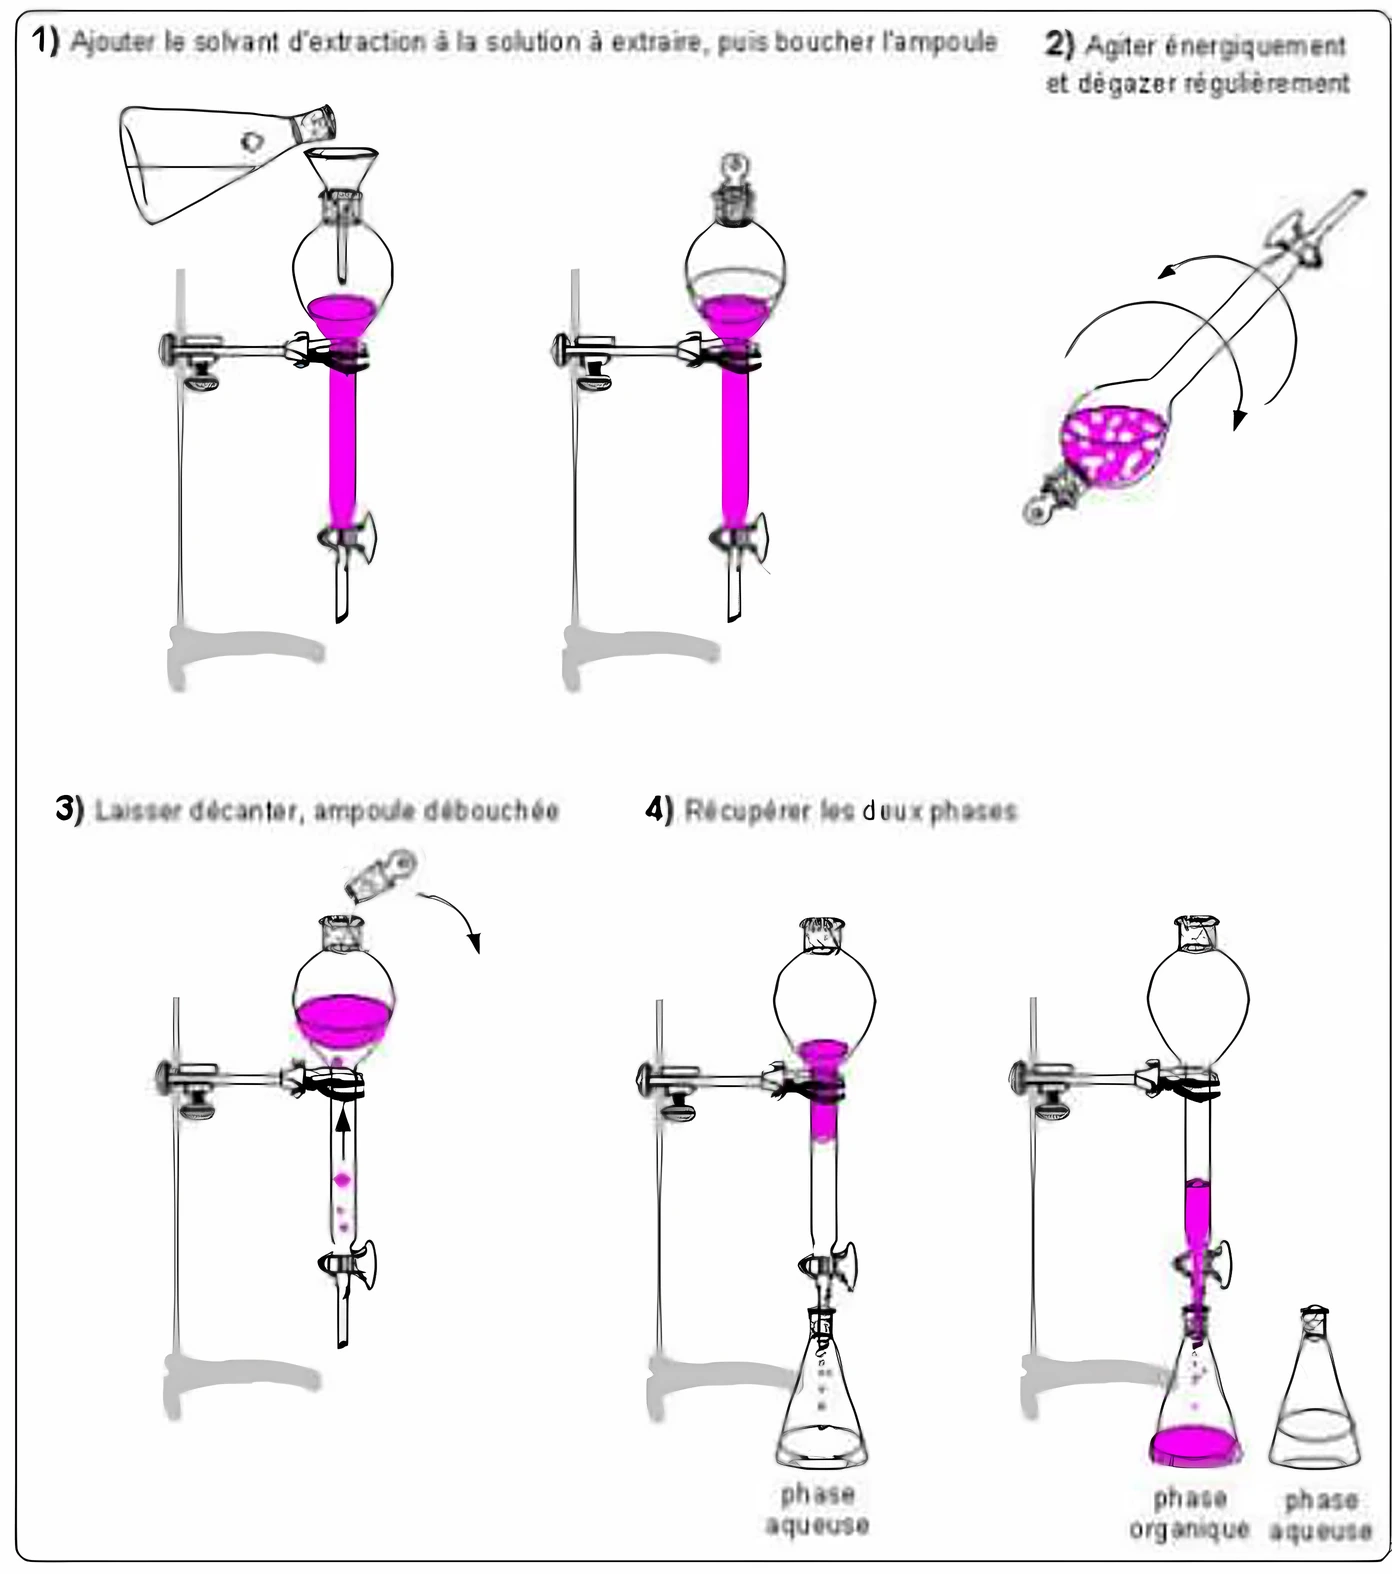 1) Ajouter le solvant d'extraction à la solution à extraire, puis boucher l'ampoule
2) Agiter énergiquement
et dégazer régulièrement
3) Laisser décanter, ampoule débouchée
4) Récupérer les deux phases
phase
aqueuse
phase
organique
phase
aqueuse